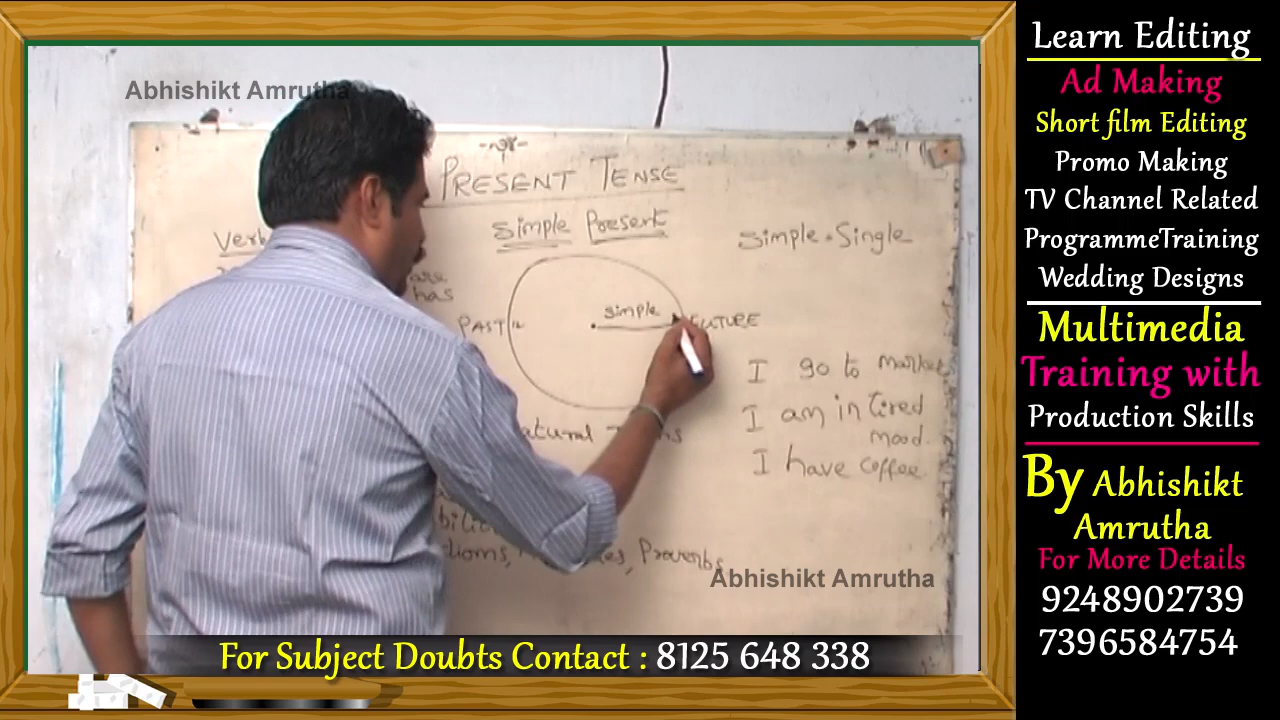 Abhishikt Amrutha
PRESENT TENSE
Simple Present
Simple = Single
Verb
are
has
PAST
simple
FUTURE
I go to market
I am in tired
mood.
I have coffee
Proverbs
Abhishikt Amrutha
For Subject Doubts Contact : 8125 648 338
Learn Editing
Ad Making
Short film Editing
Promo Making
TV Channel Related
ProgrammeTraining
Wedding Designs
Multimedia
Training with
Production Skills
By Abhishikt
Amrutha
For More Details
9248902739
7396584754